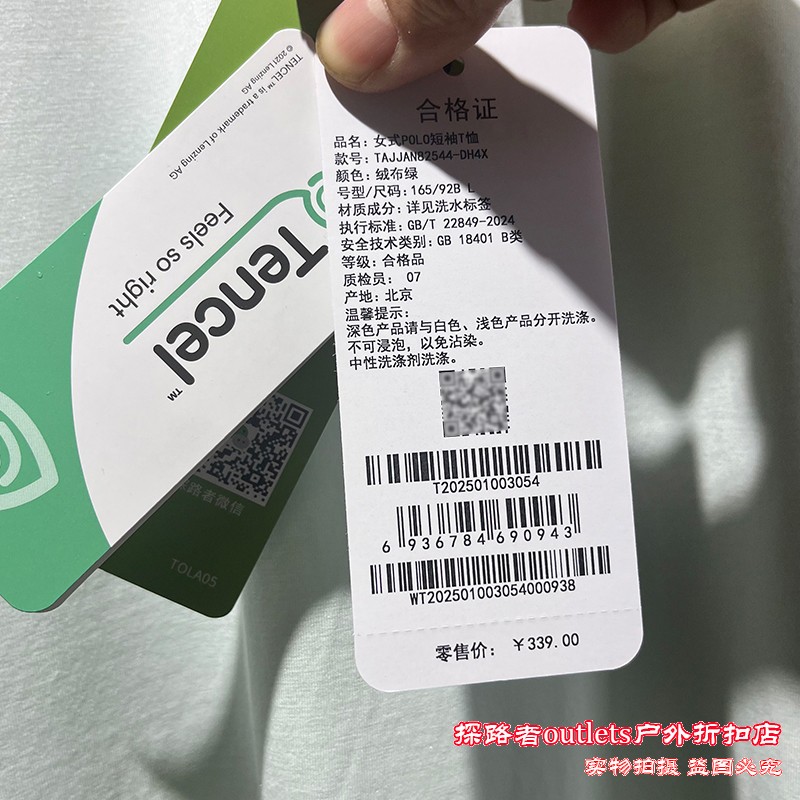 © 2021 Lenzing AG
TENCEL™ is a trademark of Lenzing AG
Tencel™
Feels so right
探路者微信
TOLA05
合格证
品名：女式POLO短袖T恤
款号：TAJJAN82544-DH4X
颜色：绒布绿
号型/尺码：165/92B L
材质成分：详见洗水标签
执行标准：GB/T 22849-2024
安全技术类别：GB 18401 B类
等级：合格品
质检员： 07
产地：北京
温馨提示：
深色产品请与白色、浅色产品分开洗涤。
不可浸泡，以免沾染。
中性洗涤剂洗涤。
T202501003054
6 936784 690943
WT202501003054000938
零售价： ￥339.00
探路者outlets户外折扣店
实物拍摄 盗图必究